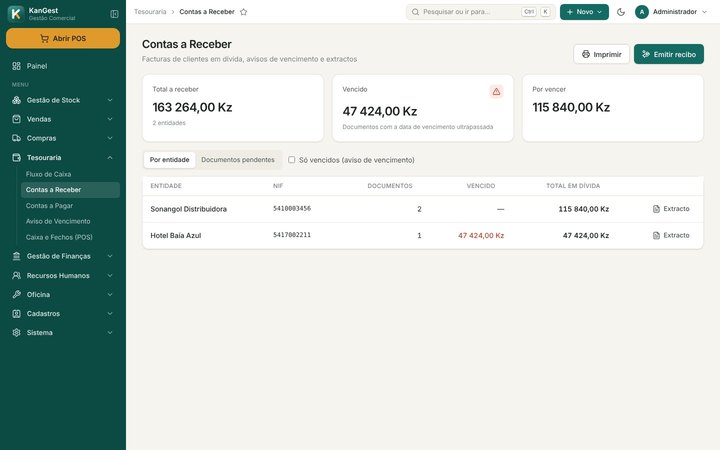 KanGest
Gestão Comercial
Abrir POS
Painel
MENU
Gestão de Stock
Vendas
Compras
Tesouraria
Fluxo de Caixa
Contas a Receber
Contas a Pagar
Aviso de Vencimento
Caixa e Fechos (POS)
Gestão de Finanças
Recursos Humanos
Oficina
Cadastros
Sistema
Tesouraria > Contas a Receber
Pesquisar ou ir para... Ctrl K
Novo
A Administrador
Contas a Receber
Facturas de clientes em dívida, avisos de vencimento e extractos
Imprimir
Emitir recibo
Total a receber
163 264,00 Kz
2 entidades
Vencido
47 424,00 Kz
Documentos com a data de vencimento ultrapassada
Por vencer
115 840,00 Kz
Por entidade Documentos pendentes Só vencidos (aviso de vencimento)
ENTIDADE NIF DOCUMENTOS VENCIDO TOTAL EM DÍVIDA
Sonangol Distribuidora 5410003456 2 — 115 840,00 Kz Extracto
Hotel Baía Azul 5417002211 1 47 424,00 Kz 47 424,00 Kz Extracto